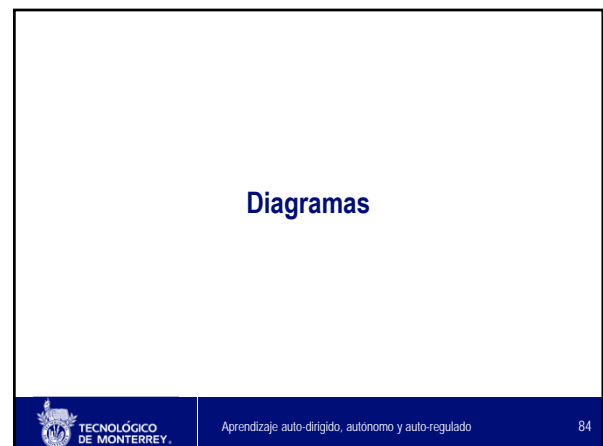 Diagramas
TECNOLÓGICO
DE MONTERREY.
Aprendizaje auto-dirigido, autónomo y auto-regulado
84